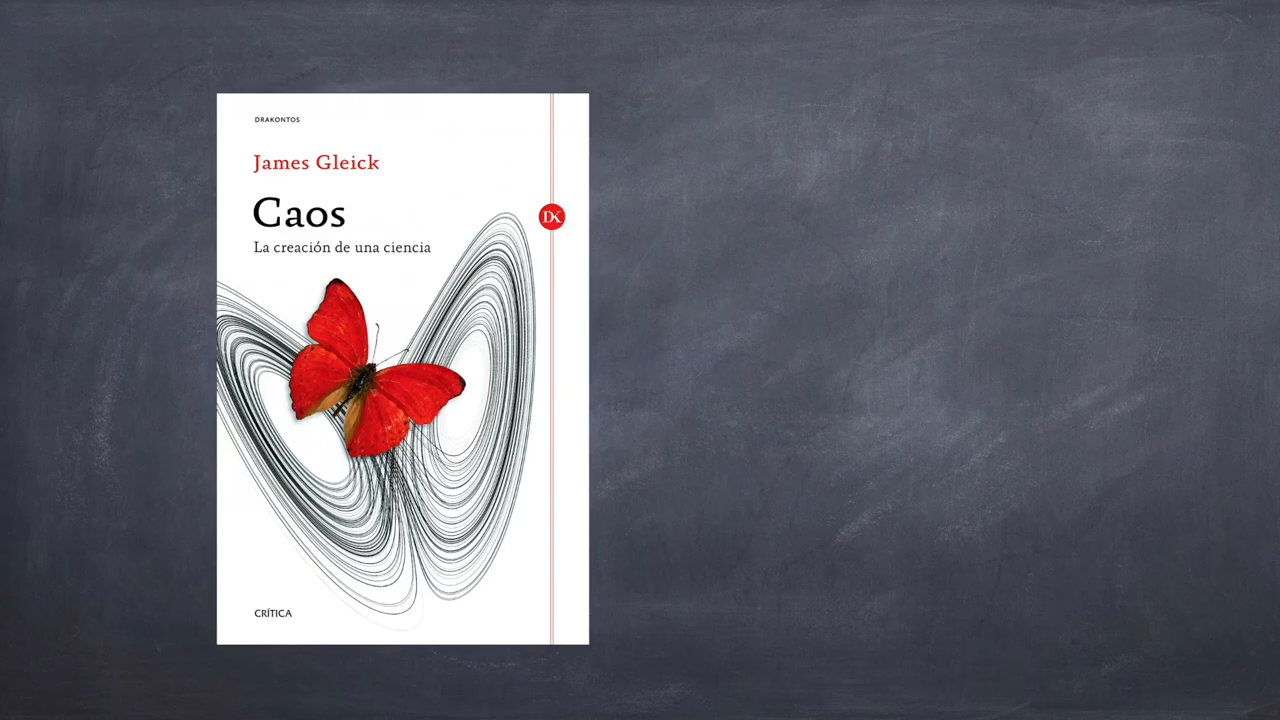 DRAKONTOS
James Gleick
Caos
DK
La creación de una ciencia
CRÍTICA